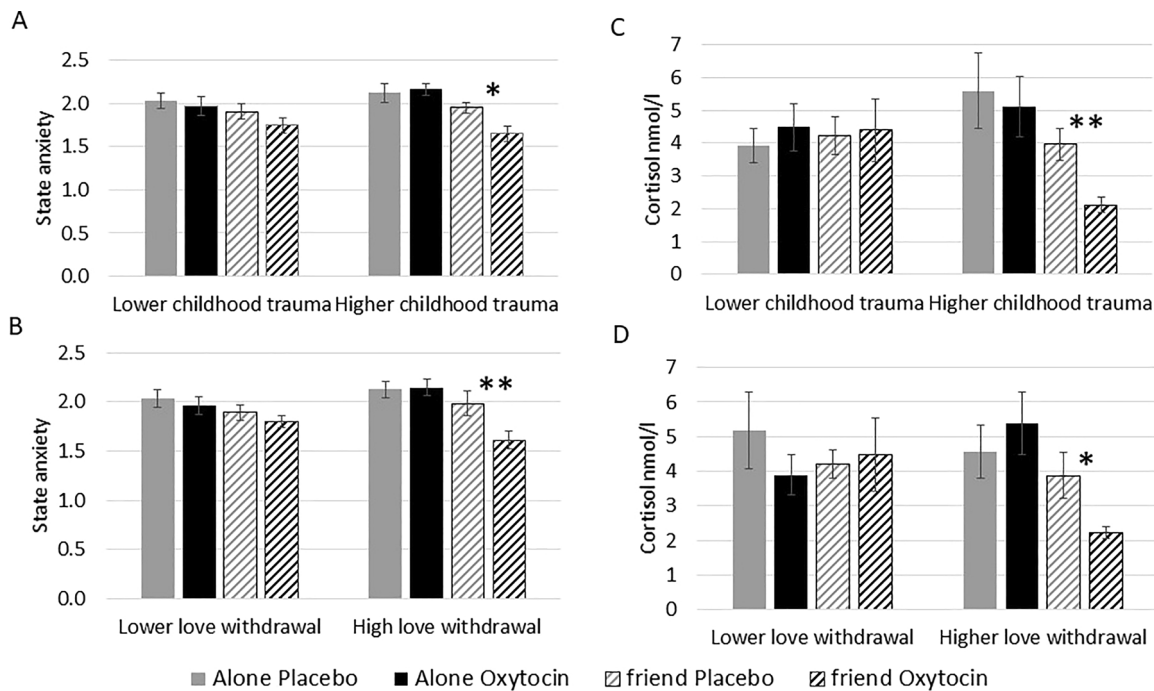 A
2.5
2.0
1.5
1.0
0.5
0.0
State anxiety
*
Lower childhood trauma Higher childhood trauma
B
2.5
2.0
1.5
1.0
0.5
0.0
State anxiety
**
Lower love withdrawal High love withdrawal
C
7
6
5
4
3
2
1
0
Cortisol nmol/l
**
Lower childhood trauma Higher childhood trauma
D
7
6
5
4
3
2
1
0
Cortisol nmol/l
*
Lower love withdrawal Higher love withdrawal
Alone Placebo Alone Oxytocin friend Placebo friend Oxytocin